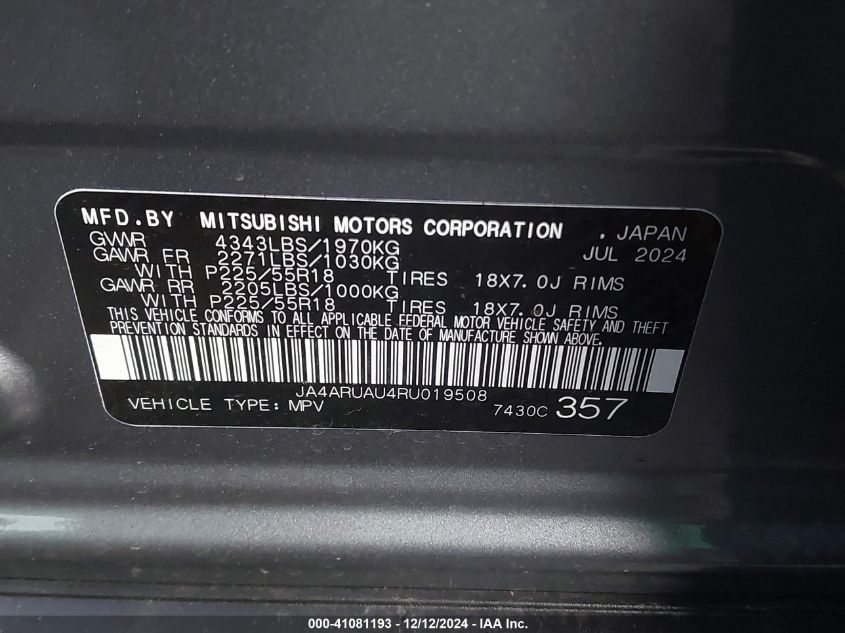 MFD.BY MITSUBISHI MOTORS CORPORATION . JAPAN
GVWR 4343LBS/1970KG JUL 2024
GAWR FR 2271LBS/1030KG
WITH P225/55R18 TIRES 18X7.0J RIMS
GAWR RR 2205LBS/1000KG
WITH P225/55R18 TIRES 18X7.0J RIMS
THIS VEHICLE CONFORMS TO ALL APPLICABLE FEDERAL MOTOR VEHICLE SAFETY AND THEFT
PREVENTION STANDARDS IN EFFECT ON THE DATE OF MANUFACTURE SHOWN ABOVE.
JA4ARUAU4RU019508
VEHICLE TYPE: MPV 7430C 357
000-41081193 - 12/12/2024 - IAA Inc.